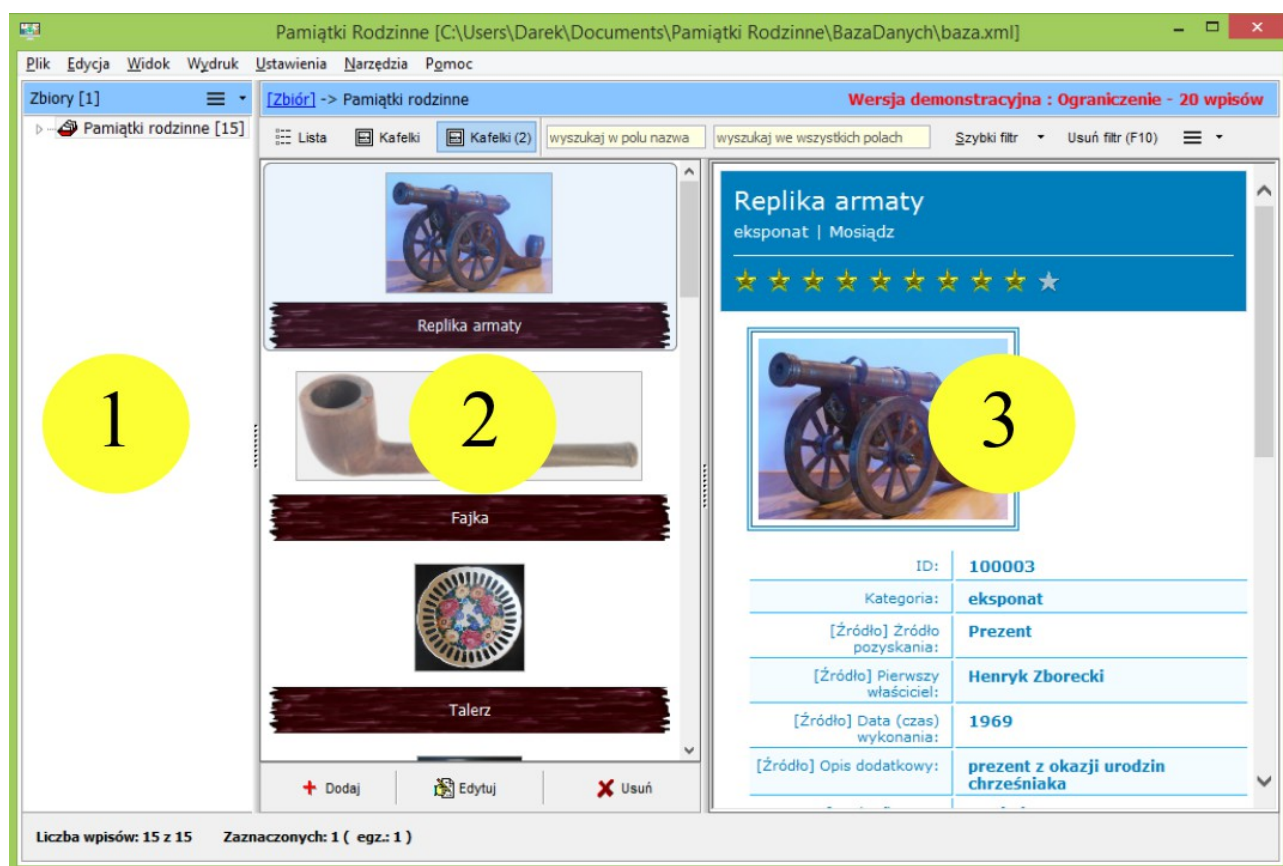 Pamiątki Rodzinne [C:\Users\Darek\Documents\Pamiątki Rodzinne\BazaDanych\baza.xml]
Plik Edycja Widok Wydruk Ustawienia Narzędzia Pomoc
Zbiory [1]
[Zbiór] -> Pamiątki rodzinne
Wersja demonstracyjna : Ograniczenie - 20 wpisów
Pamiątki rodzinne [15]
Lista Kafelki Kafelki (2) wyszukaj w polu nazwa wyszukaj we wszystkich polach Szybki filtr Usuń filtr (F10)
1
Replika armaty
2
Fajka
Talerz
Dodaj Edytuj Usuń
Replika armaty
eksponat | Mosiądz
3
ID: 100003
Kategoria: eksponat
[Źródło] Źródło Prezent
pozyskania:
[Źródło] Pierwszy Henryk Zborecki
właściciel:
[Źródło] Data (czas) 1969
wykonania:
[Źródło] Opis dodatkowy: prezent z okazji urodzin
chrześniaka
Liczba wpisów: 15 z 15 Zaznaczonych: 1 ( egz.: 1 )